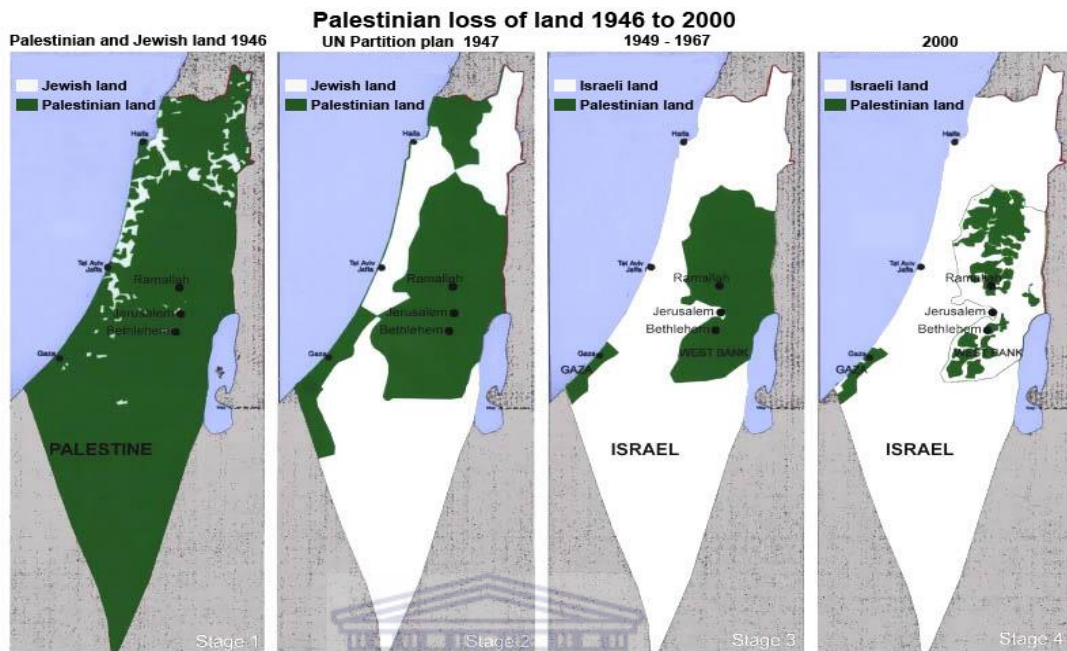 Palestinian loss of land 1946 to 2000
Palestinian and Jewish land 1946
Jewish land
Palestinian land
Haifa
Tel Aviv
Jaffa
Ramallah
Jerusalem
Bethlehem
Gaza
PALESTINE
Stage 1
UN Partition plan 1947
Jewish land
Palestinian land
Haifa
Tel Aviv
Jaffa
Ramallah
Jerusalem
Bethlehem
Gaza
Stage 2
1949 - 1967
Israeli land
Palestinian land
Haifa
Tel Aviv
Jaffa
Ramallah
Jerusalem
Bethlehem
WEST BANK
Gaza
GAZA
ISRAEL
Stage 3
2000
Israeli land
Palestinian land
Haifa
Tel Aviv
Jaffa
Ramallah
Jerusalem
Bethlehem
WEST BANK
Gaza
GAZA
ISRAEL
Stage 4